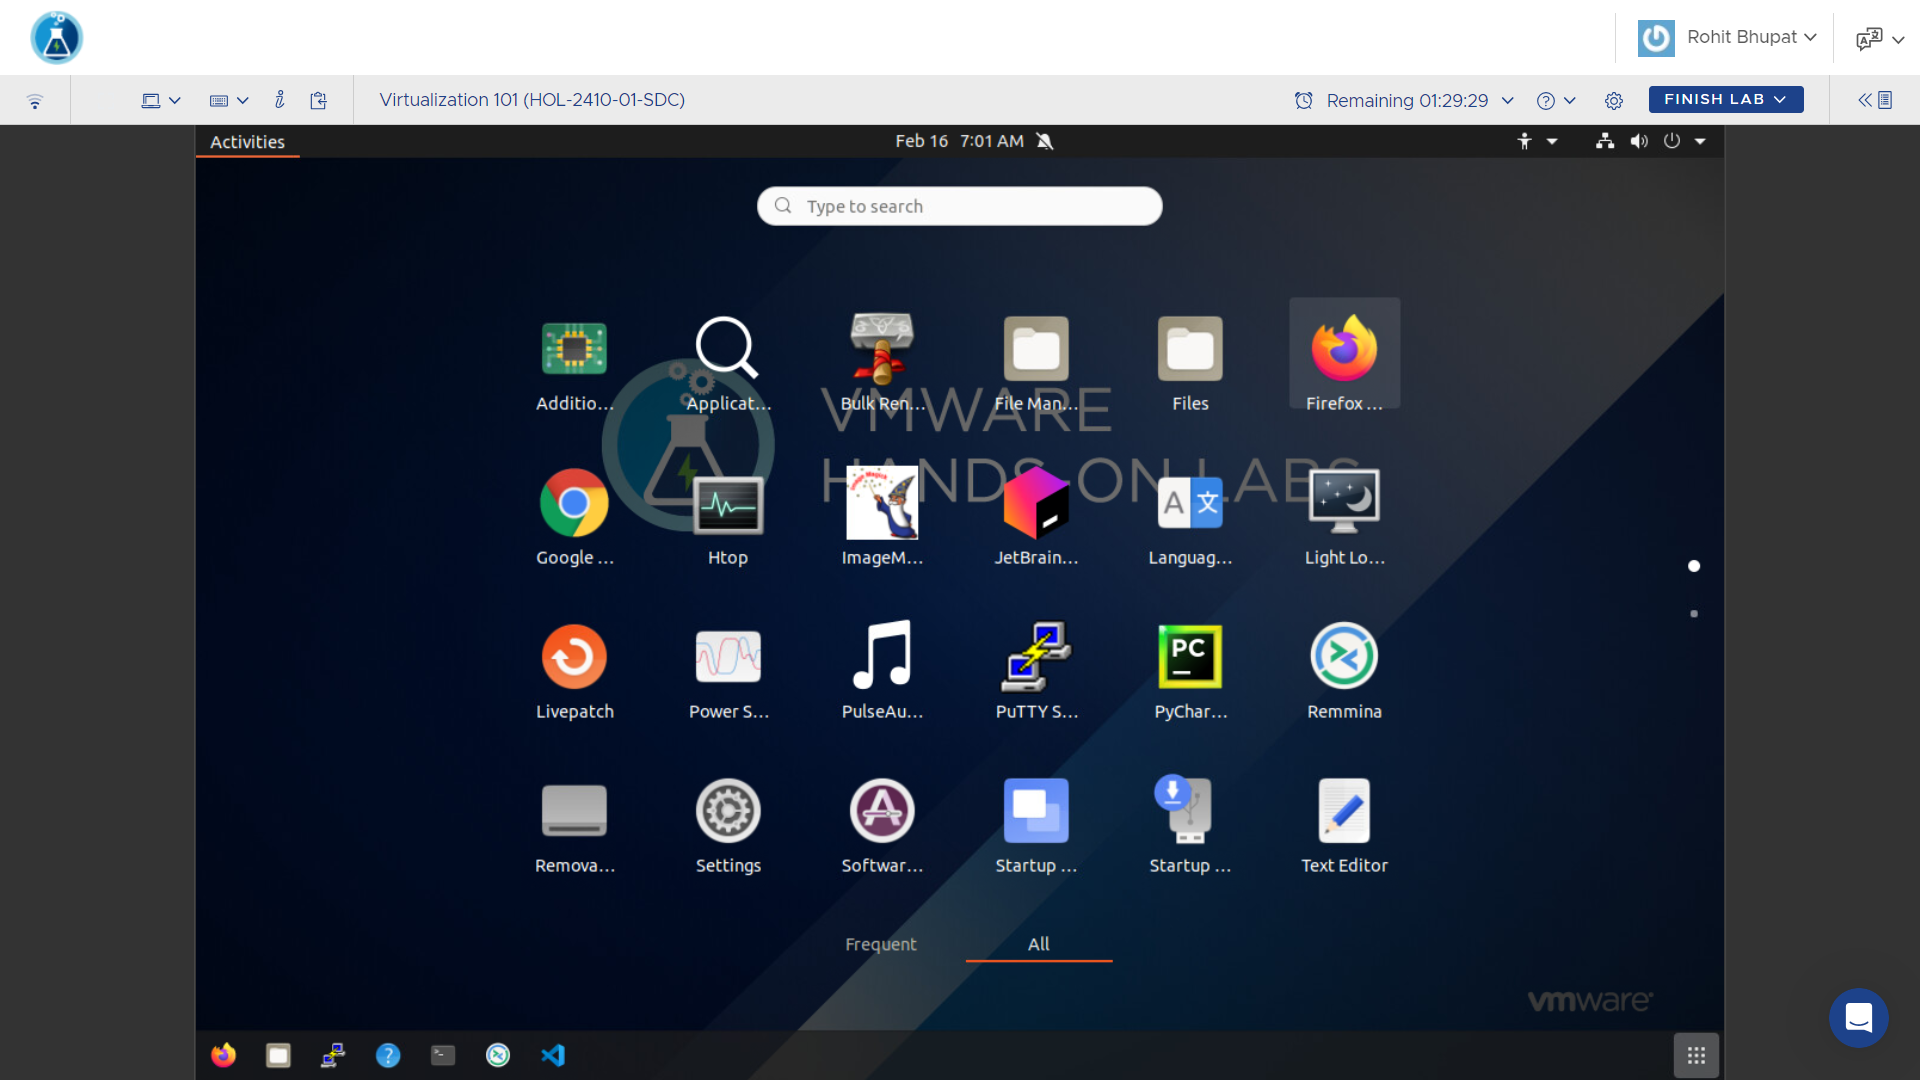 Rohit Bhupat
Virtualization 101 (HOL-2410-01-SDC)
Remaining 01:29:29
FINISH LAB
Activities
Feb 16 7:01 AM
Type to search
Additio...
Applicat...
Bulk Ren...
File Man...
Files
Firefox ...
VMWARE
HANDS-ON LABS
Google ...
Htop
ImageM...
JetBrain...
Languag...
Light Lo...
Livepatch
Power S...
PulseAu...
PuTTY S...
PC
PyChar...
Remmina
Remova...
Settings
Softwar...
Startup ...
Startup ...
Text Editor
Frequent
All
vmware